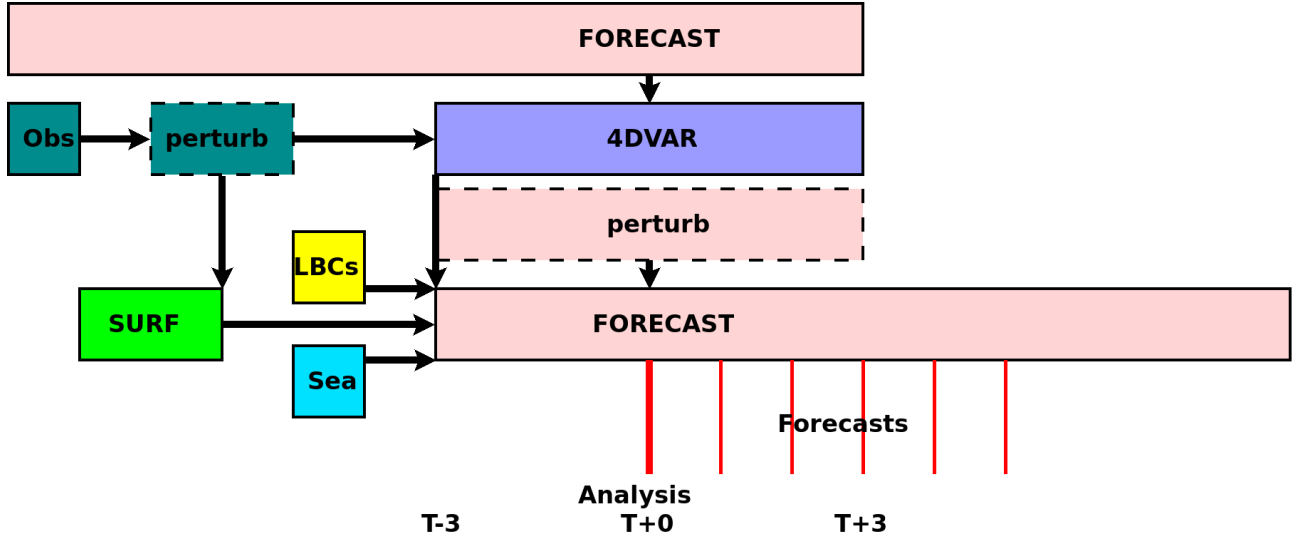 FORECAST
Obs
perturb
4DVAR
perturb
LBCs
SURF
FORECAST
Sea
Forecasts
Analysis
T-3
T+0
T+3